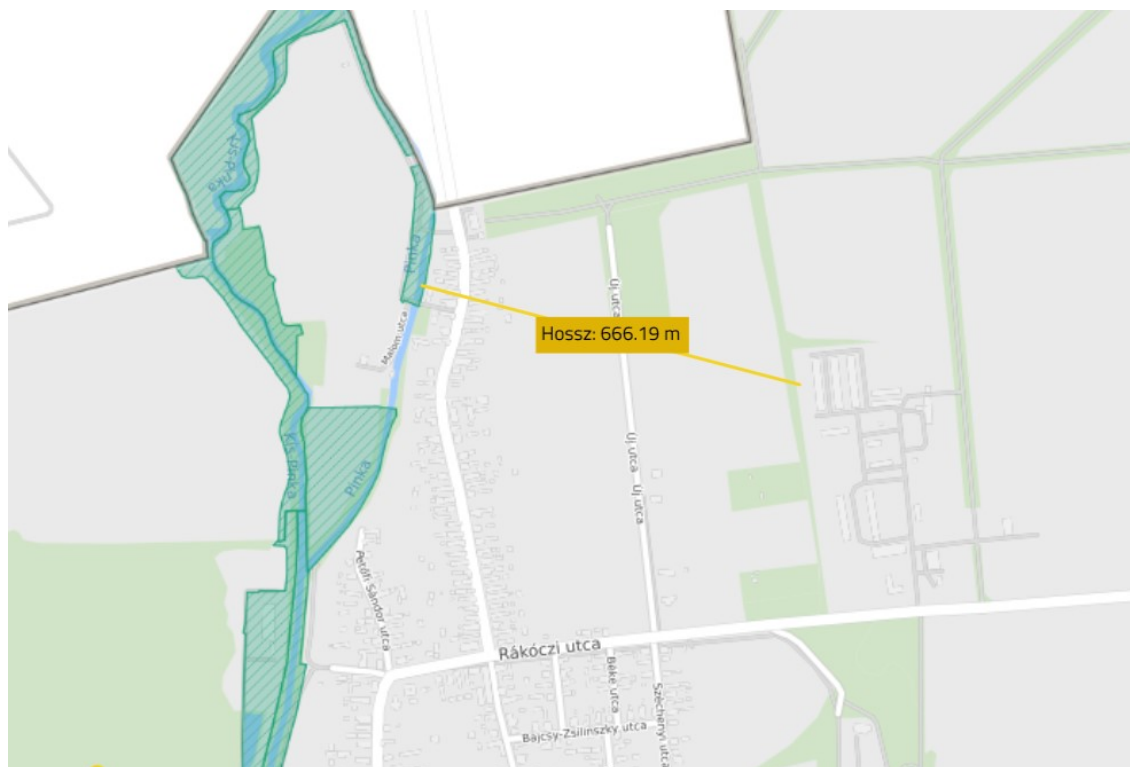 Kis-Pinka
Pinka
Új utca
Hossz: 666.19 m
Malom utca
Kis-Pinka
Pinka
Új utca
Új utca
Petőfi Sándor utca
Rákóczi utca
Béke utca
Széchenyi utca
Bajcsy-Zsilinszky utca